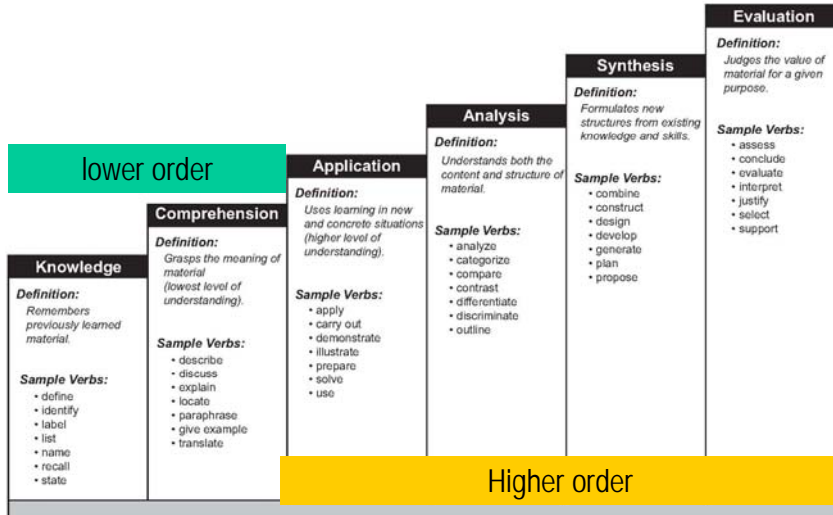 lower order
Knowledge
Definition:
Remembers
previously learned
material.
Sample Verbs:
• define
• identify
• label
• list
• name
• recall
• state
Comprehension
Definition:
Grasps the meaning of
material
(lowest level of
understanding).
Sample Verbs:
• describe
• discuss
• explain
• locate
• paraphrase
• give example
• translate
Application
Definition:
Uses learning in new
and concrete situations
(higher level of
understanding).
Sample Verbs:
• apply
• carry out
• demonstrate
• illustrate
• prepare
• solve
• use
Analysis
Definition:
Understands both the
content and structure of
material.
Sample Verbs:
• analyze
• categorize
• compare
• contrast
• differentiate
• discriminate
• outline
Synthesis
Definition:
Formulates new
structures from existing
knowledge and skills.
Sample Verbs:
• combine
• construct
• design
• develop
• generate
• plan
• propose
Evaluation
Definition:
Judges the value of
material for a given
purpose.
Sample Verbs:
• assess
• conclude
• evaluate
• interpret
• justify
• select
• support
Higher order